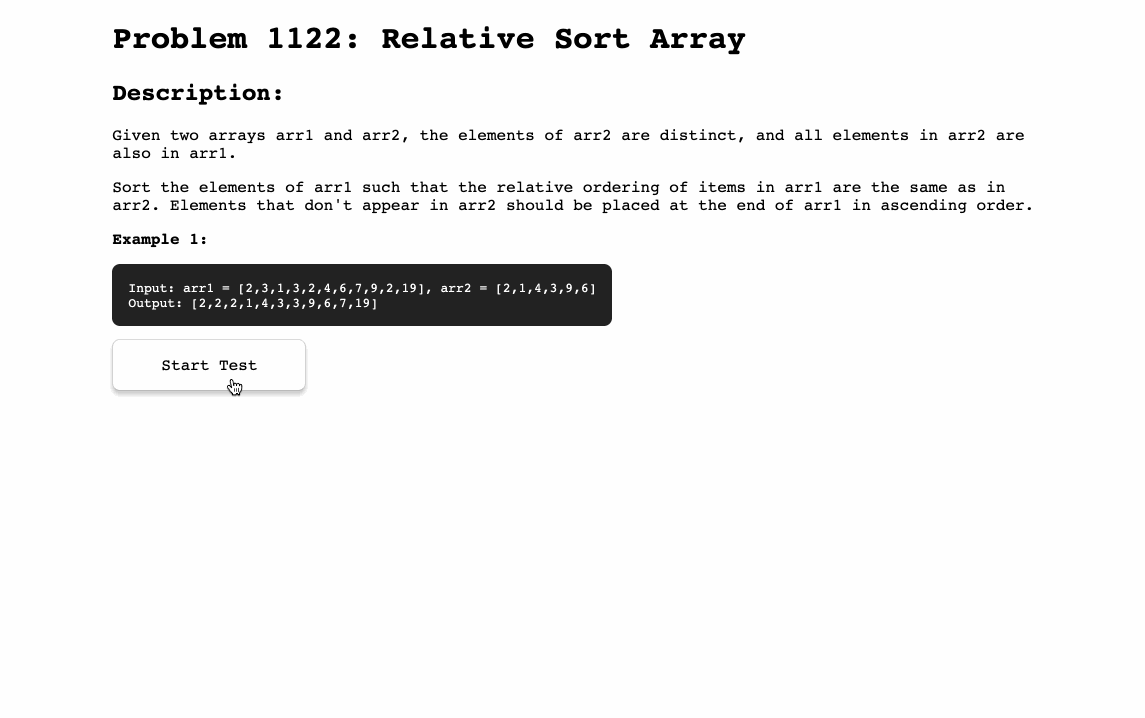 Problem 1122: Relative Sort Array
Description:
Given two arrays arr1 and arr2, the elements of arr2 are distinct, and all elements in arr2 are
also in arr1.
Sort the elements of arr1 such that the relative ordering of items in arr1 are the same as in
arr2. Elements that don't appear in arr2 should be placed at the end of arr1 in ascending order.
Example 1:
Input: arr1 = [2,3,1,3,2,4,6,7,9,2,19], arr2 = [2,1,4,3,9,6]
Output: [2,2,2,1,4,3,3,9,6,7,19]
Start Test